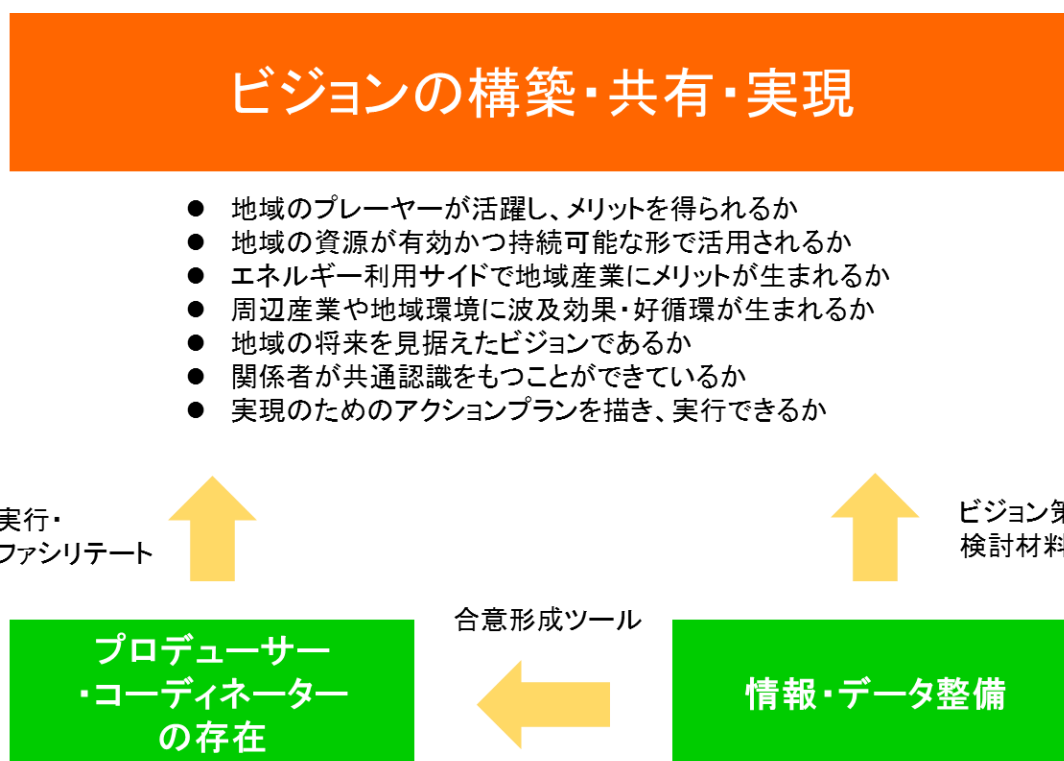 ビジョンの構築・共有・実現
● 地域のプレーヤーが活躍し、メリットを得られるか
● 地域の資源が有効かつ持続可能な形で活用されるか
● エネルギー利用サイドで地域産業にメリットが生まれるか
● 周辺産業や地域環境に波及効果・好循環が生まれるか
● 地域の将来を見据えたビジョンであるか
● 関係者が共通認識をもつことができているか
● 実現のためのアクションプランを描き、実行できるか
実行・
ファシリテート
ビジョン策
検討材料
合意形成ツール
プロデューサー
・コーディネーター
の存在
情報・データ整備